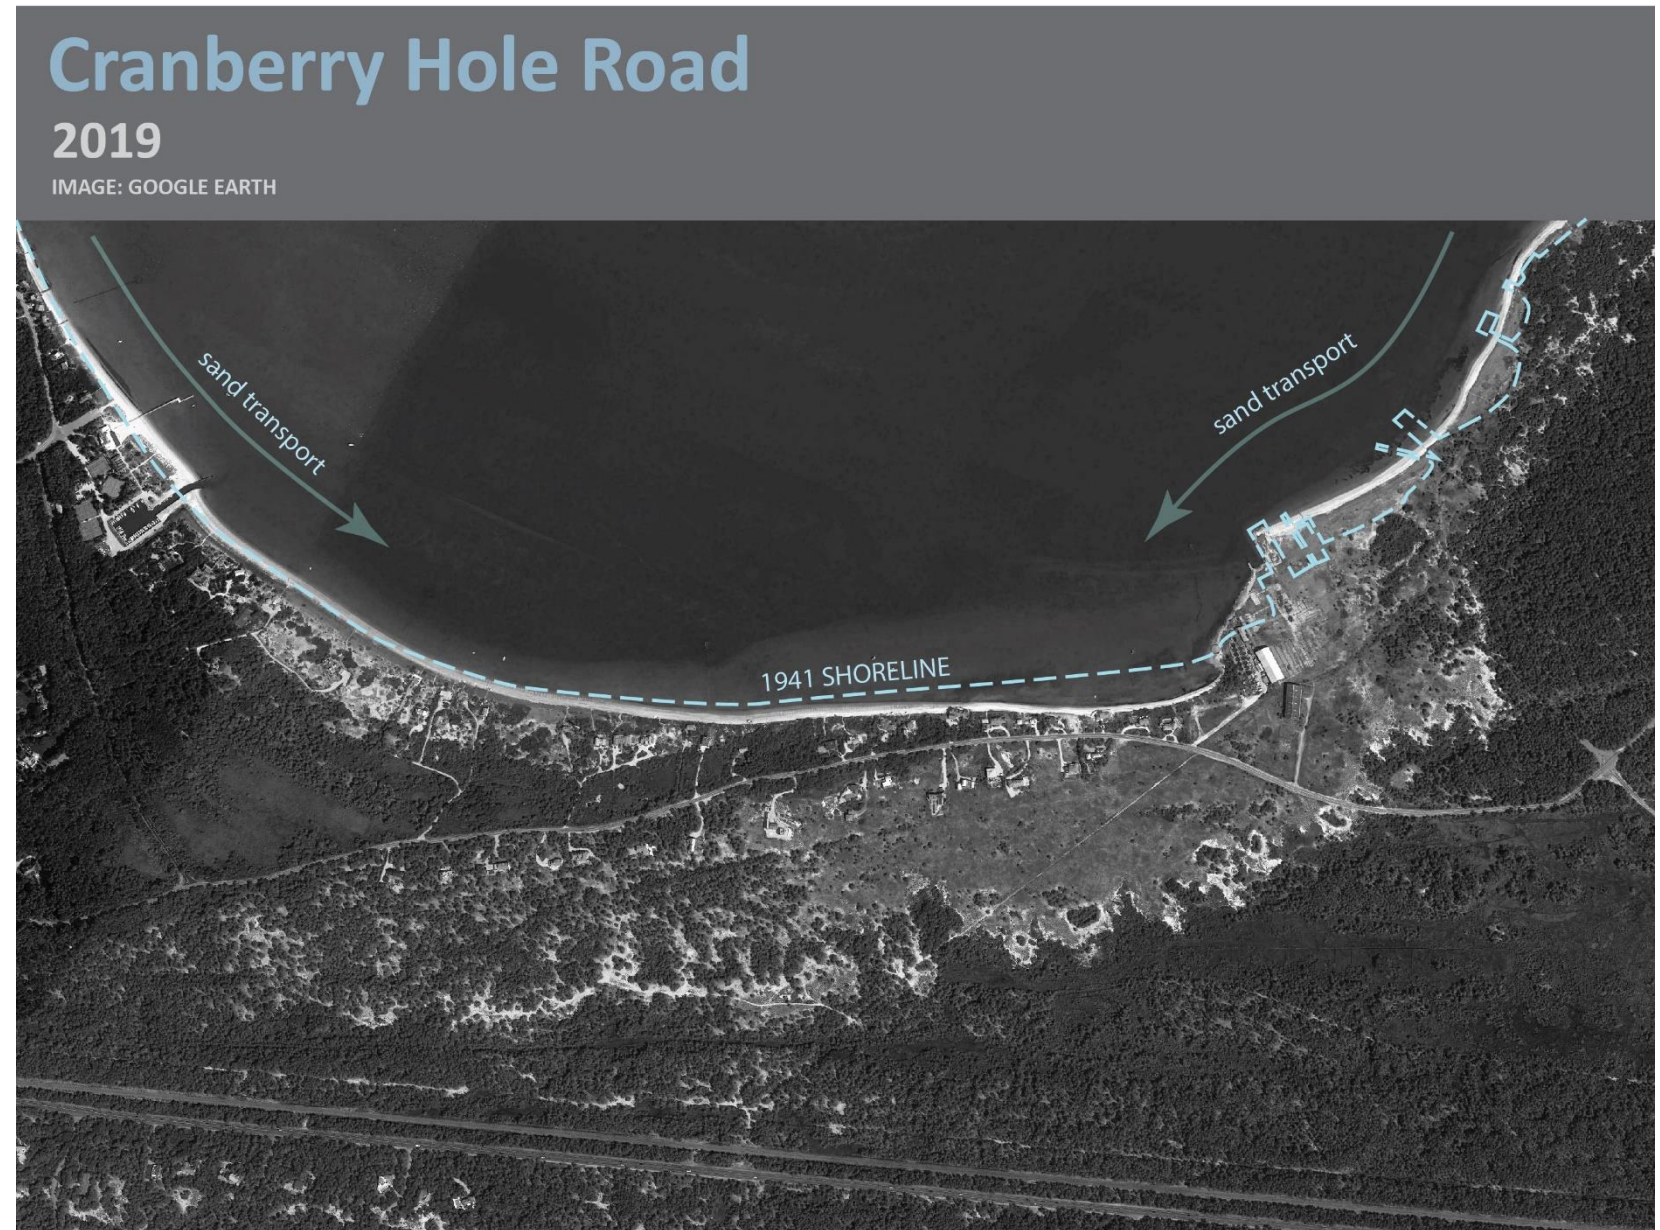 Cranberry Hole Road
2019
IMAGE: GOOGLE EARTH
sand transport
sand transport
1941 SHORELINE